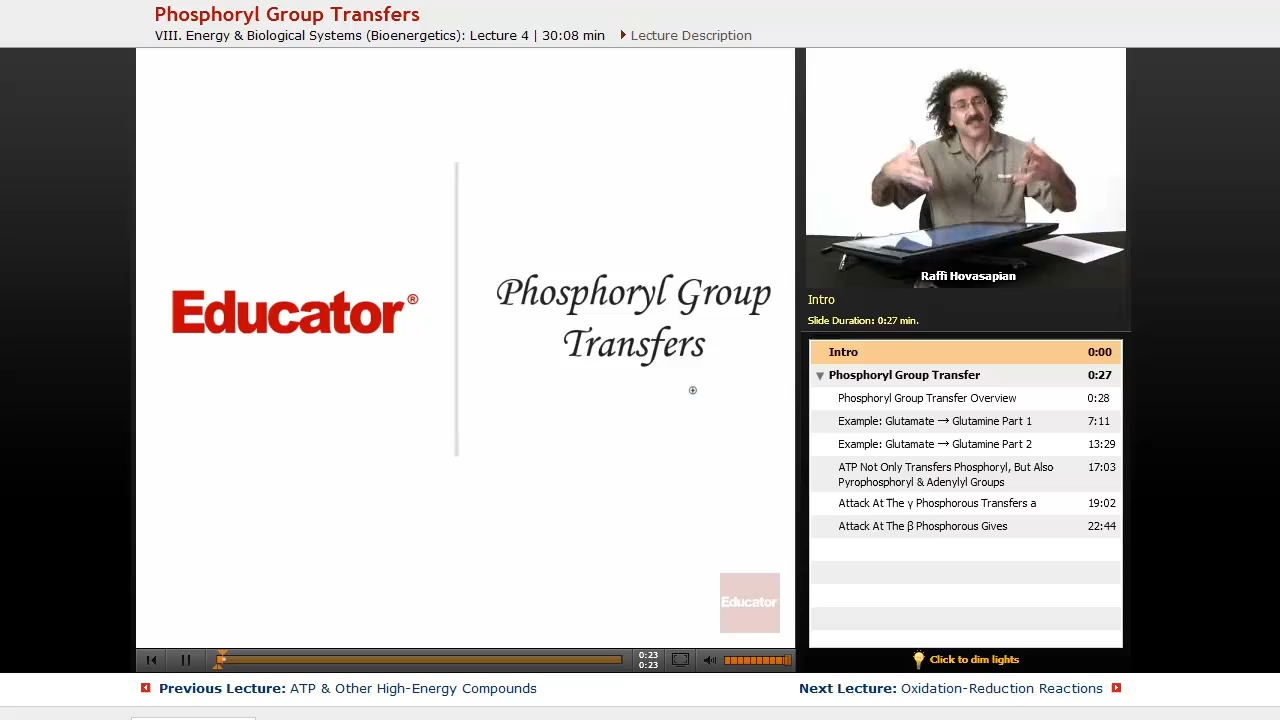 Phosphoryl Group Transfers
VIII. Energy & Biological Systems (Bioenergetics): Lecture 4 | 30:08 min Lecture Description
Educator®
Phosphoryl Group
Transfers
Educator
Raffi Hovasapian
Intro
Slide Duration: 0:27 min.
Intro 0:00
Phosphoryl Group Transfer 0:27
Phosphoryl Group Transfer Overview 0:28
Example: Glutamate → Glutamine Part 1 7:11
Example: Glutamate → Glutamine Part 2 13:29
ATP Not Only Transfers Phosphoryl, But Also 17:03
Pyrophosphoryl & Adenylyl Groups
Attack At The γ Phosphorous Transfers a 19:02
Attack At The β Phosphorous Gives 22:44
0:23
0:23
Click to dim lights
Previous Lecture: ATP & Other High-Energy Compounds
Next Lecture: Oxidation-Reduction Reactions